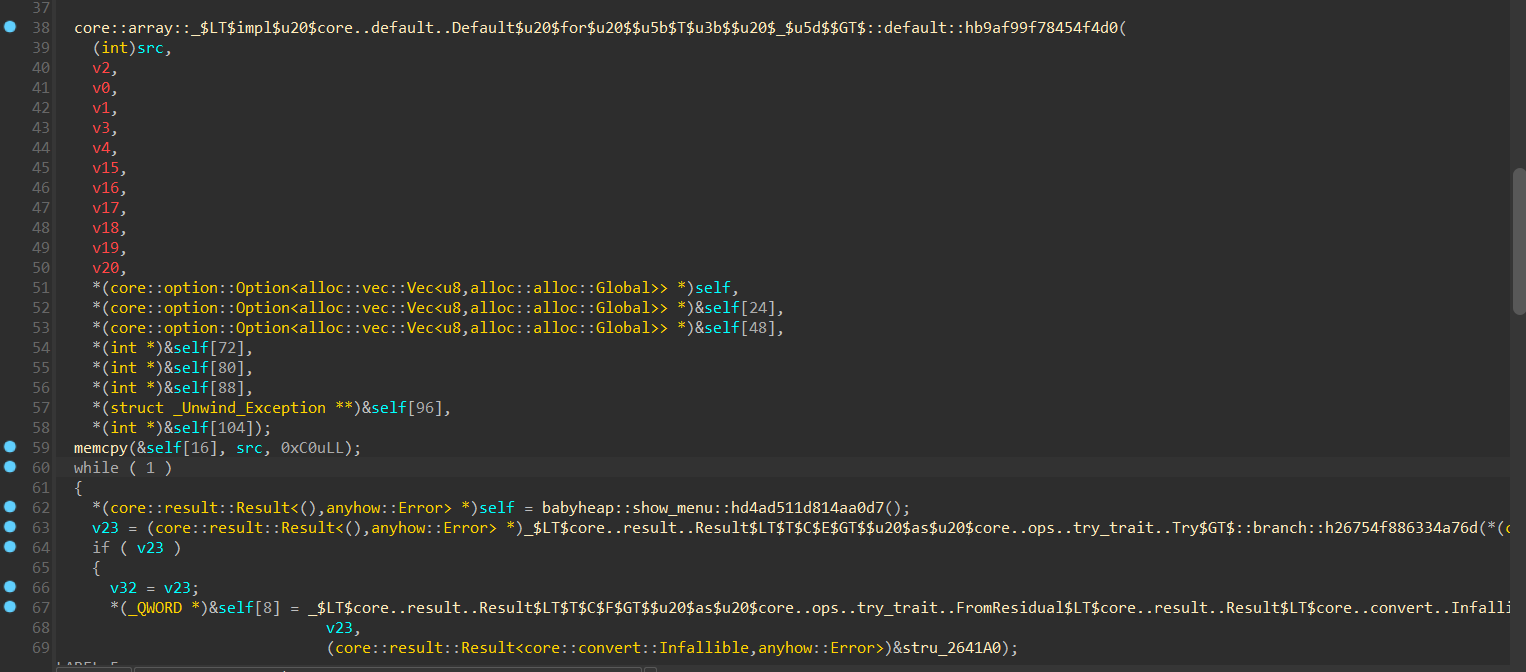 37
38 core::array::_$LT$impl$u20$core..default..Default$u20$for$u20$$u5b$T$u3b$$u20$_$u5d$$GT$::default::hb9af99f78454f4d0(
39 (int)src,
40 v2,
41 v0,
42 v1,
43 v3,
44 v4,
45 v15,
46 v16,
47 v17,
48 v18,
49 v19,
50 v20,
51 *(core::option::Option<alloc::vec::Vec<u8,alloc::alloc::Global>> *)self,
52 *(core::option::Option<alloc::vec::Vec<u8,alloc::alloc::Global>> *)&self[24],
53 *(core::option::Option<alloc::vec::Vec<u8,alloc::alloc::Global>> *)&self[48],
54 *(int *)&self[72],
55 *(int *)&self[80],
56 *(int *)&self[88],
57 *(struct _Unwind_Exception **)&self[96],
58 *(int *)&self[104]);
59 memcpy(&self[16], src, 0xC0uLL);
60 while ( 1 )
61 {
62 *(core::result::Result<(),anyhow::Error> *)self = babyheap::show_menu::hd4ad511d814aa0d7();
63 v23 = (core::result::Result<(),anyhow::Error> *)_$LT$core..result..Result$LT$T$C$E$GT$$u20$as$u20$core..ops..try_trait..Try$GT$::branch::h26754f886334a76d(*(c
64 if ( v23 )
65 {
66 v32 = v23;
67 *(_QWORD *)&self[8] = _$LT$core..result..Result$LT$T$C$F$GT$$u20$as$u20$core..ops..try_trait..FromResidual$LT$core..result..Result$LT$core..convert..Infalli
68 v23,
69 (core::result::Result<core::convert::Infallible,anyhow::Error>)&stru_2641A0);